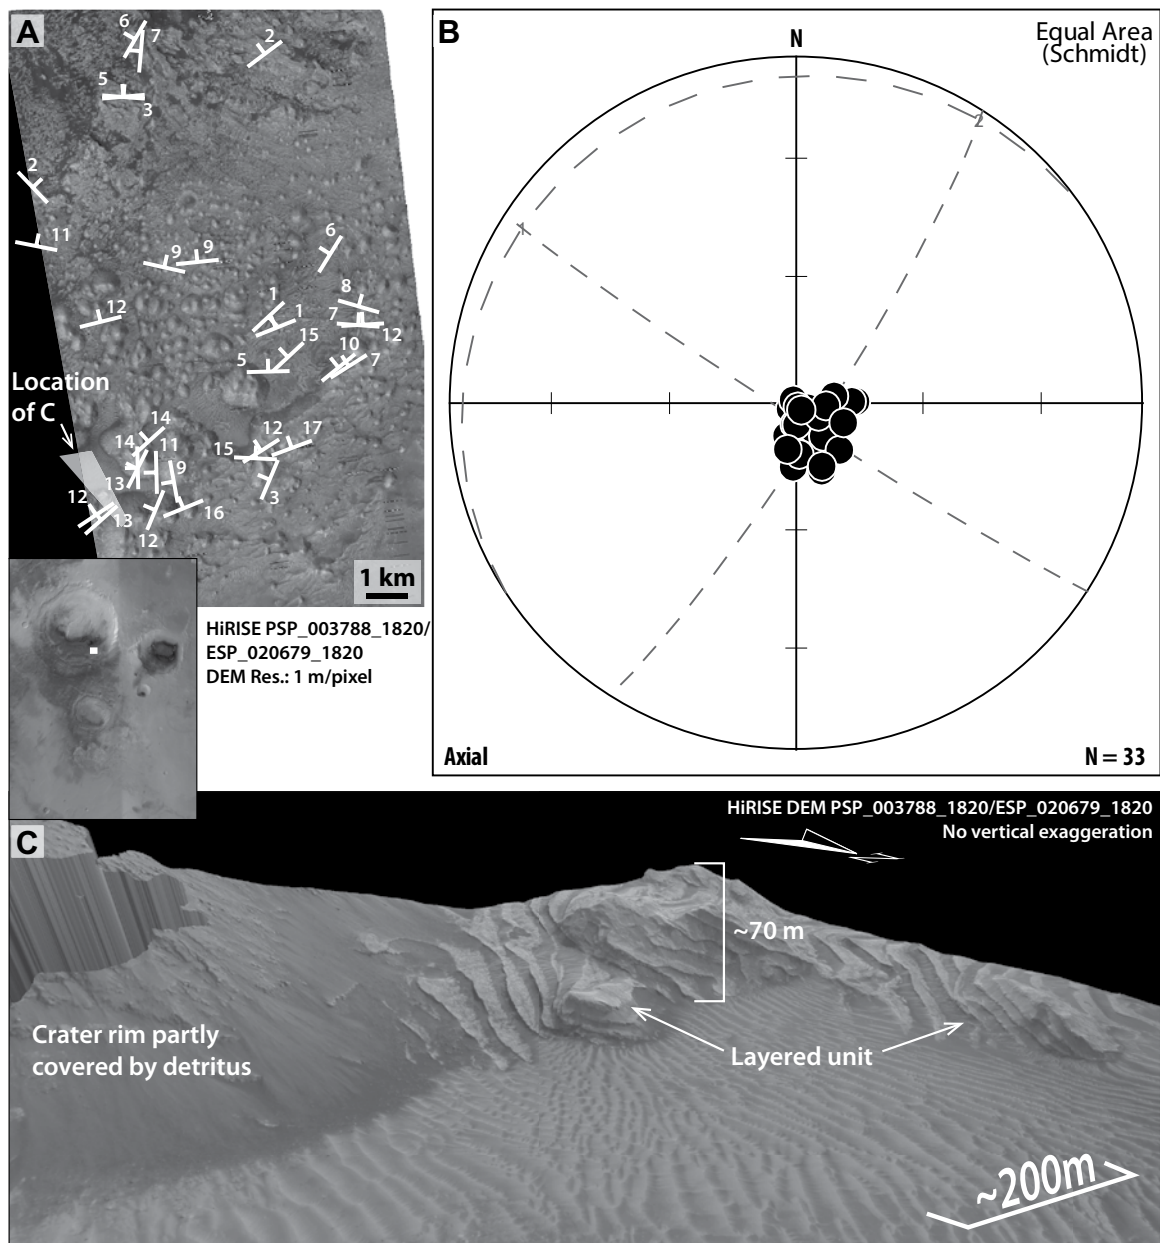 A
6
7
2
5
3
2
11
9
9
6
12
1
1
8
7
12
15
5
10
7
Location
of C
14
14
11
13
9
12
13
12
16
15
12
17
3
1 km
HiRISE PSP_003788_1820/
ESP_020679_1820
DEM Res.: 1 m/pixel
B
N
Equal Area
(Schmidt)
1
2
Axial
N = 33
C
HiRISE DEM PSP_003788_1820/ESP_020679_1820
No vertical exaggeration
~70 m
Crater rim partly
covered by detritus
Layered unit
~200m